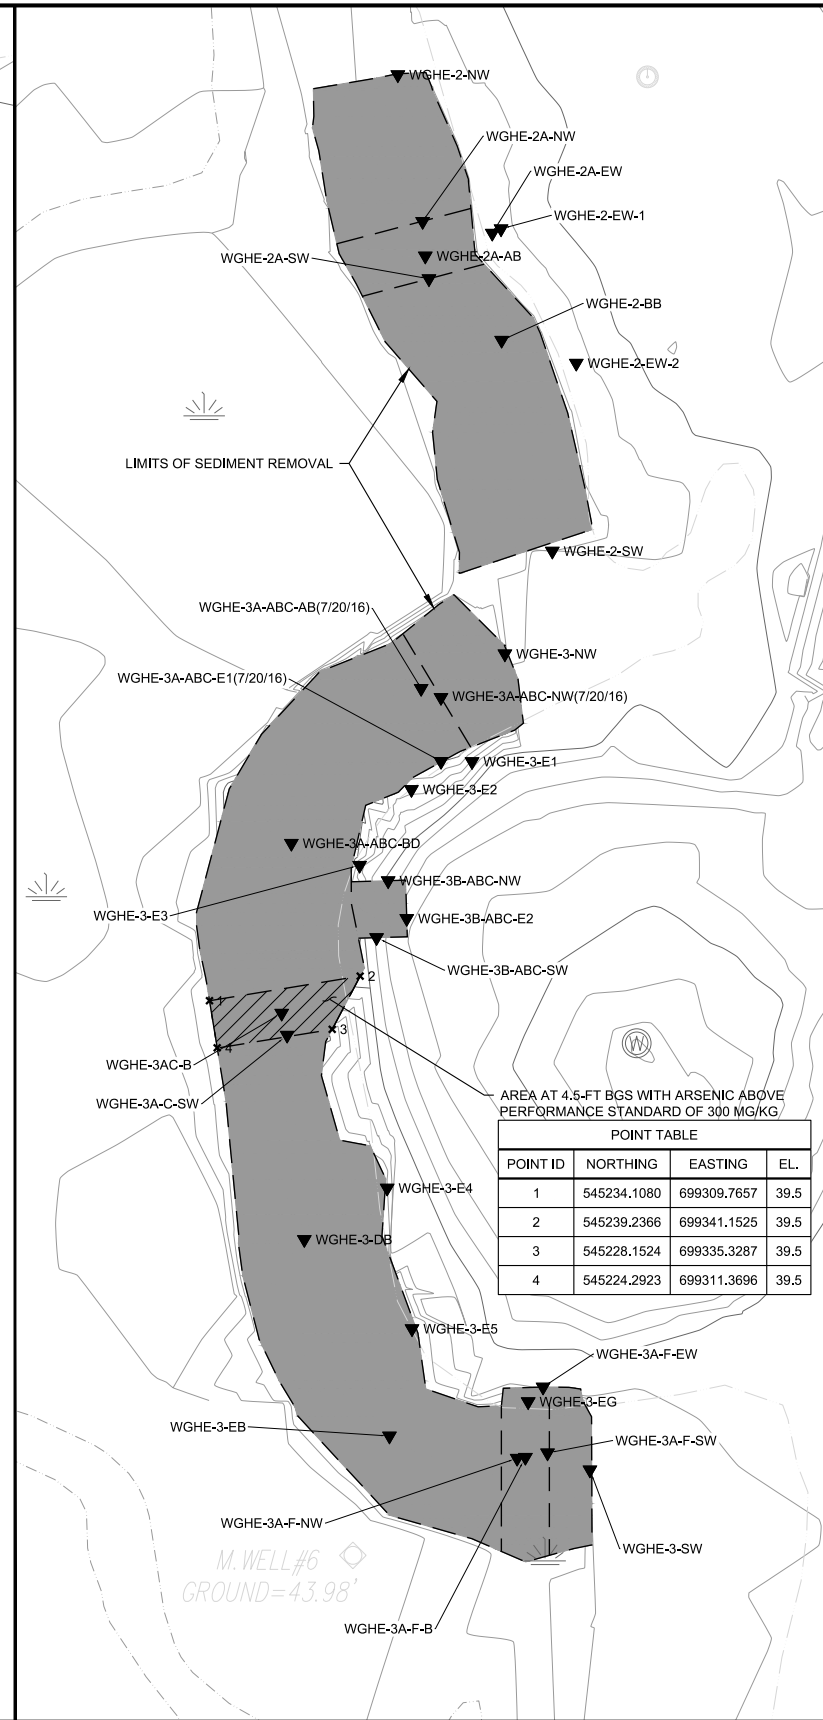 WGHE-2-NW
WGHE-2A-NW
WGHE-2A-EW
WGHE-2-EW-1
WGHE-2A-SW
WGHE-2A-AB
WGHE-2-BB
WGHE-2-EW-2
LIMITS OF SEDIMENT REMOVAL
WGHE-2-SW
WGHE-3A-ABC-AB(7/20/16)
WGHE-3-NW
WGHE-3A-ABC-E1(7/20/16)
WGHE-3A-ABC-NW(7/20/16)
WGHE-3-E1
WGHE-3-E2
WGHE-3A-ABC-BD
WGHE-3B-ABC-NW
WGHE-3-E3
WGHE-3B-ABC-E2
WGHE-3B-ABC-SW
2
1
3
4
W
WGHE-3AC-B
WGHE-3A-C-SW
AREA AT 4.5-FT BGS WITH ARSENIC ABOVE
PERFORMANCE STANDARD OF 300 MG/KG
POINT TABLE
POINT ID NORTHING EASTING EL.
1 545234.1080 699309.7657 39.5
2 545239.2366 699341.1525 39.5
3 545228.1524 699335.3287 39.5
4 545224.2923 699311.3696 39.5
WGHE-3-E4
WGHE-3-DB
WGHE-3-E5
WGHE-3A-F-EW
WGHE-3-EG
WGHE-3-EB
WGHE-3A-F-SW
WGHE-3A-F-NW
WGHE-3-SW
M.WELL#6
GROUND=43.98'
WGHE-3A-F-B